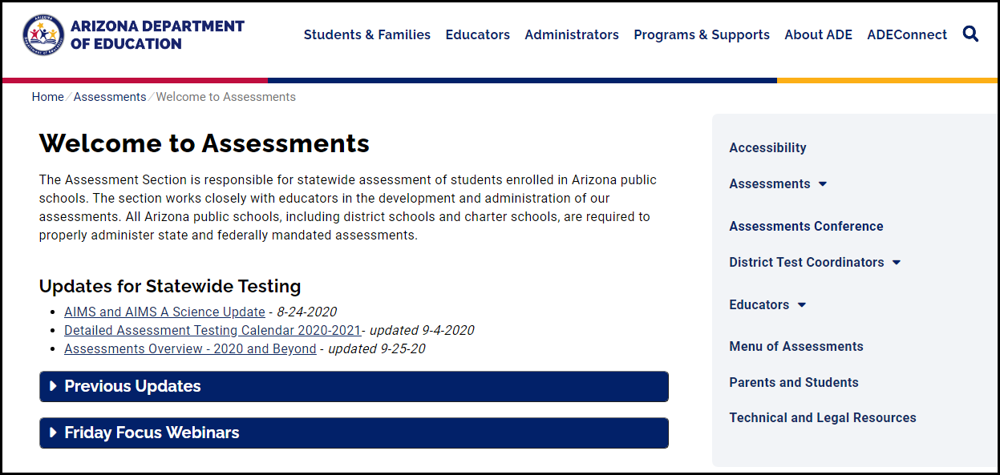 ARIZONA DEPARTMENT
OF EDUCATION
Students & Families Educators Administrators Programs & Supports About ADE ADEConnect
Home / Assessments / Welcome to Assessments
Welcome to Assessments
The Assessment Section is responsible for statewide assessment of students enrolled in Arizona public
schools. The section works closely with educators in the development and administration of our
assessments. All Arizona public schools, including district schools and charter schools, are required to
properly administer state and federally mandated assessments.
Updates for Statewide Testing
AIMS and AIMS A Science Update - 8-24-2020
Detailed Assessment Testing Calendar 2020-2021- updated 9-4-2020
Assessments Overview - 2020 and Beyond - updated 9-25-20
Previous Updates
Friday Focus Webinars
Accessibility
Assessments
Assessments Conference
District Test Coordinators
Educators
Menu of Assessments
Parents and Students
Technical and Legal Resources